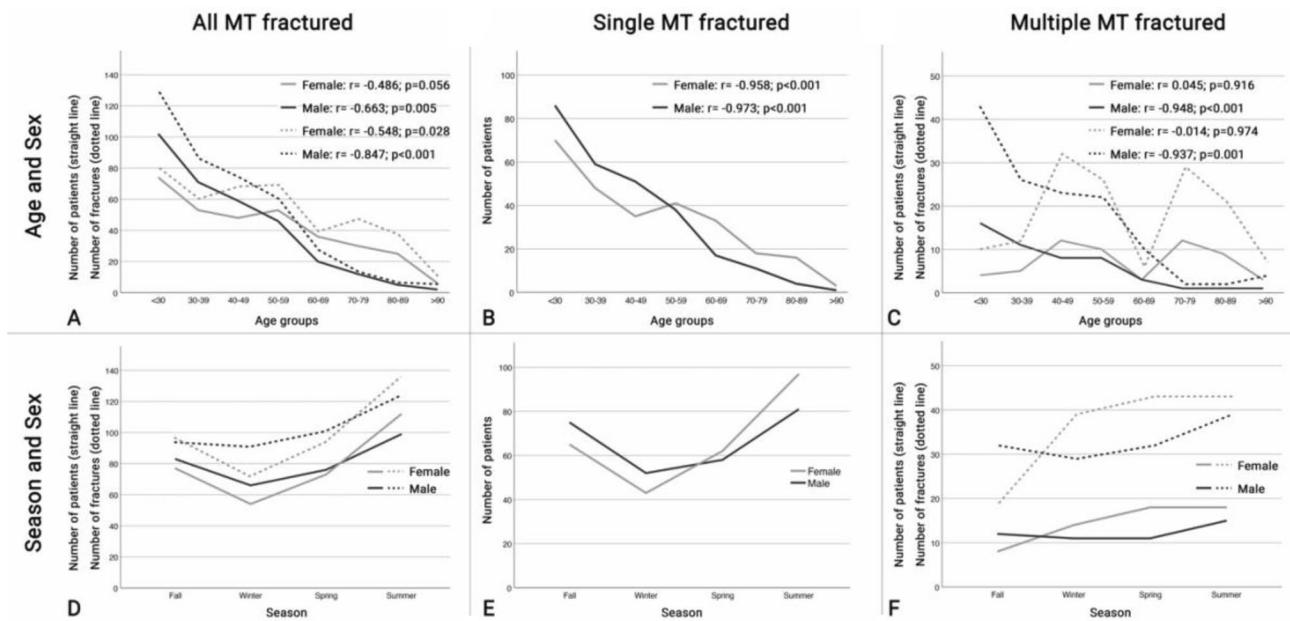 All MT fractured
Single MT fractured
Multiple MT fractured
Age and Sex
Number of patients (straight line)
Number of fractures (dotted line)
140
120
100
80
60
40
20
0
Female: r= -0.486; p=0.056
Male: r= -0.663; p=0.005
Female: r= -0.548; p=0.028
Male: r= -0.847; p<0.001
<30 30-39 40-49 50-59 60-69 70-79 80-89 >90
A
Age groups
Number of patients
100
80
60
40
20
0
Female: r= -0.958; p<0.001
Male: r= -0.973; p<0.001
<30 30-39 40-49 50-59 60-69 70-79 80-89 >90
B
Age groups
Number of patients (straight line)
Number of fractures (dotted line)
50
40
30
20
10
0
Female: r= 0.045; p=0.916
Male: r= -0.948; p<0.001
Female: r= -0.014; p=0.974
Male: r= -0.937; p=0.001
<30 30-39 40-49 50-59 60-69 70-79 80-89 >90
C
Age groups
Season and Sex
Number of patients (straight line)
Number of fractures (dotted line)
140
120
100
80
60
40
20
0
Female
Male
Fall Winter Spring Summer
D
Season
Number of patients
100
80
60
40
20
0
Female
Male
Fall Winter Spring Summer
E
Season
Number of patients (straight line)
Number of fractures (dotted line)
50
40
30
20
10
0
Female
Male
Fall Winter Spring Summer
F
Season